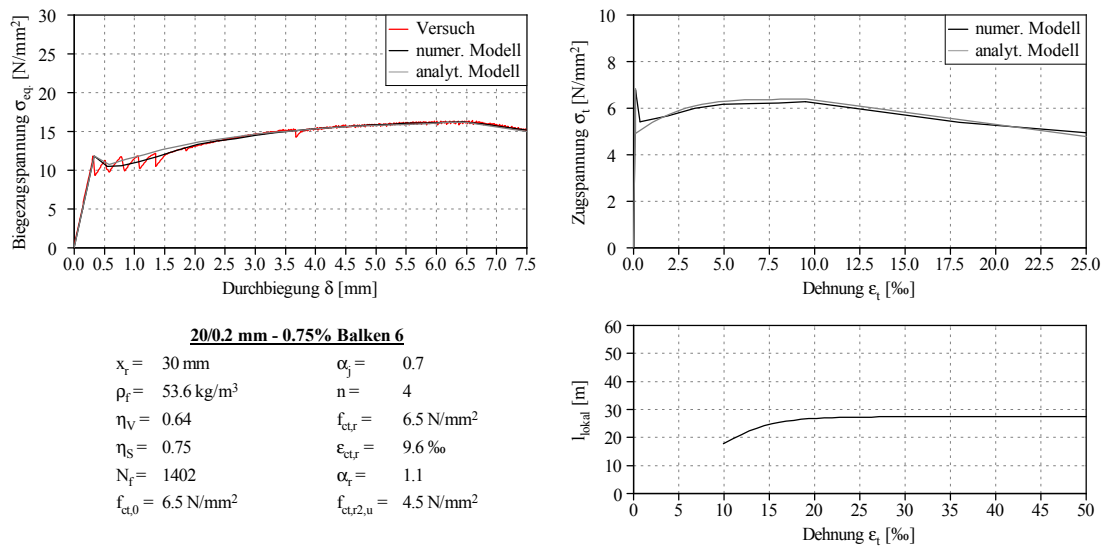 Biegezugspannung σeq. [N/mm²]
30
25
20
15
10
5
0
Versuch
numer. Modell
analyt. Modell
0.0 0.5 1.0 1.5 2.0 2.5 3.0 3.5 4.0 4.5 5.0 5.5 6.0 6.5 7.0 7.5
Durchbiegung δ [mm]
Zugspannung σt [N/mm²]
10
8
6
4
2
0
numer. Modell
analyt. Modell
0.0 2.5 5.0 7.5 10.0 12.5 15.0 17.5 20.0 22.5 25.0
Dehnung εt [‰]
20/0.2 mm - 0.75% Balken 6
xr = 30 mm αj = 0.7
ρf = 53.6 kg/m³ n = 4
ηV = 0.64 fct,r = 6.5 N/mm²
ηS = 0.75 εct,r = 9.6 ‰
Nf = 1402 αr = 1.1
fct,0 = 6.5 N/mm² fct,r2,u = 4.5 N/mm²
llokal [m]
60
50
40
30
20
10
0
0 5 10 15 20 25 30 35 40 45 50
Dehnung εt [‰]